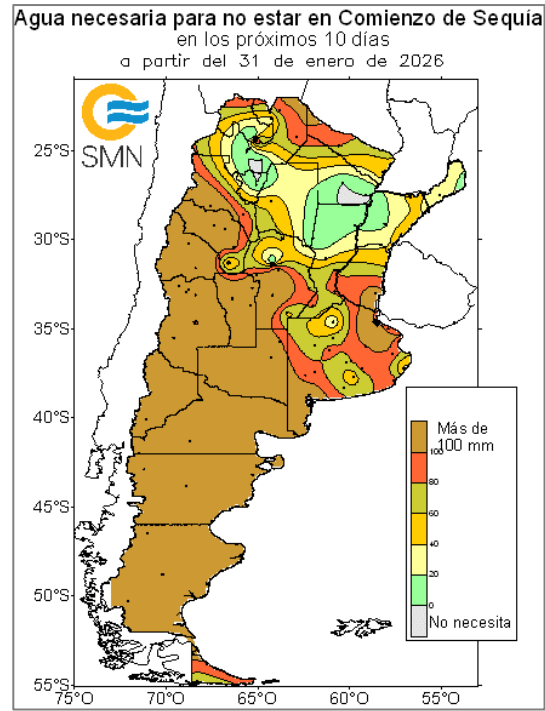 Agua necesaria para no estar en Comienzo de Sequía
en los próximos 10 días
a partir del 31 de enero de 2026
SMN
25°S
30°S
35°S
40°S
45°S
50°S
55°S
75°O
70°O
65°O
60°O
55°O
Más de
100 mm
100
80
60
40
20
0
No necesita